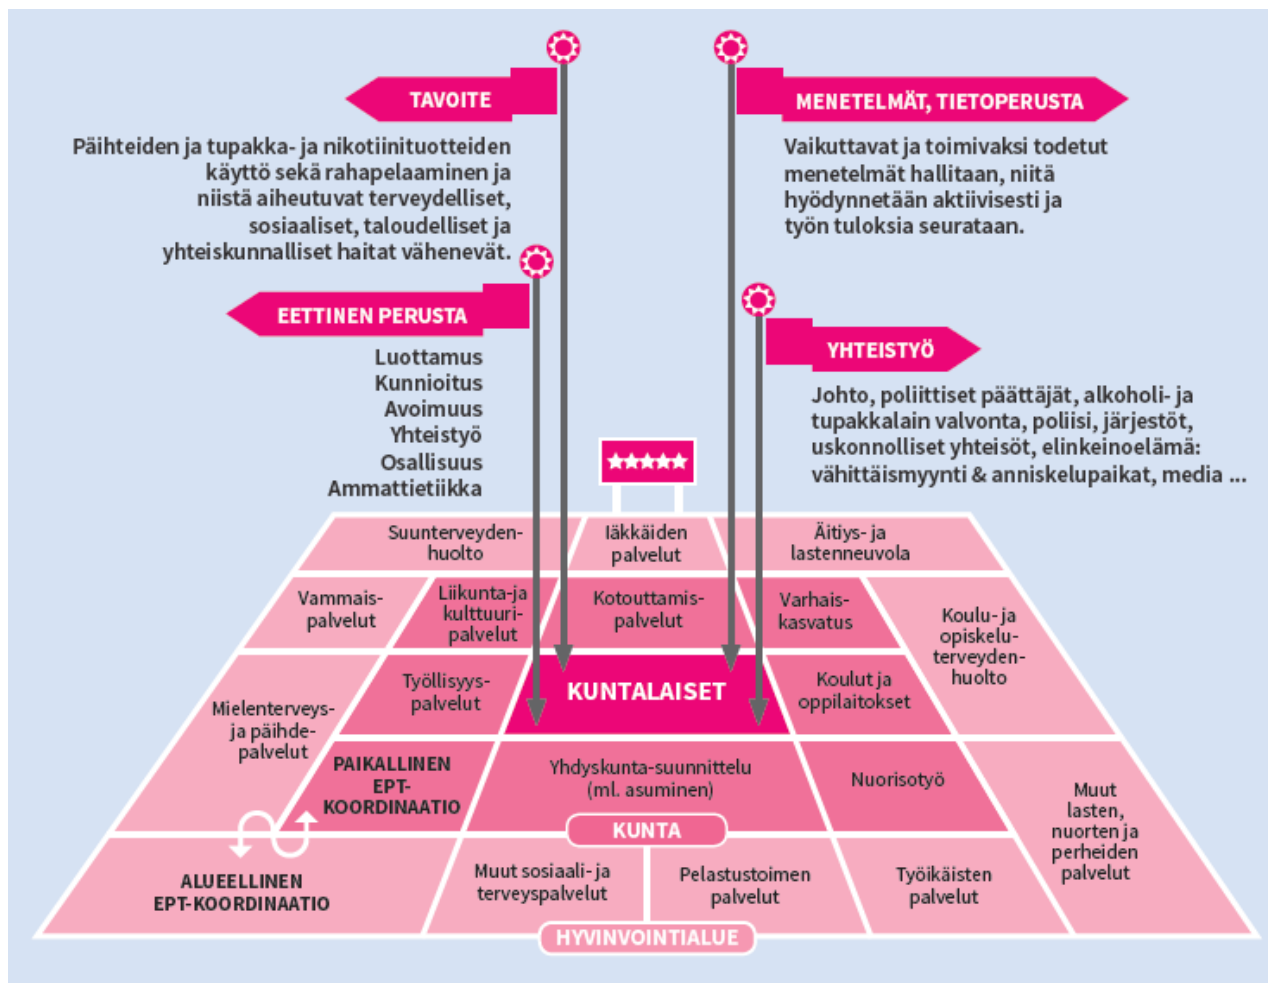 TAVOITE
Päihteiden ja tupakka- ja nikotiinituotteiden
käyttö sekä rahapelaaminen ja
niistä aiheutuvat terveydelliset,
sosiaaliset, taloudelliset ja
yhteiskunnalliset haitat vähenevät.
MENETELMÄT, TIETOPERUSTA
Vaikuttavat ja toimivaksi todetut
menetelmät hallitaan, niitä
hyödynnetään aktiivisesti ja
työn tuloksia seurataan.
EETTINEN PERUSTA
Luottamus
Kunnioitus
Avoimuus
Yhteistyö
Osallisuus
Ammattietiikka
YHTEISTYÖ
Johto, poliittiset päättäjät, alkoholi- ja
tupakkalain valvonta, poliisi, järjestöt,
uskonnolliset yhteisöt, elinkeinoelämä:
vähittäismyynti & anniskelupaikat, media ...
Suunterveyden-
huolto
Iäkkäiden
palvelut
Äitiys- ja
lastenneuvola
Vammais-
palvelut
Liikunta-ja
kulttuuri-
palvelut
Kotouttamis-
palvelut
Varhais-
kasvatus
Koulu- ja
opiskelu-
terveyden-
huolto
Mielenterveys-
ja päihde-
palvelut
Työllisyys-
palvelut
KUNTALAISET
Koulut ja
oppilaitokset
PAIKALLINEN
EPT-
KOORDINAATIO
Yhdyskunta-suunnittelu
(ml. asuminen)
Nuorisotyö
Muut
lasten,
nuorten ja
perheiden
palvelut
KUNTA
ALUEELLINEN
EPT-KOORDINAATIO
Muut sosiaali- ja
terveyspalvelut
Pelastustoimen
palvelut
Työikäisten
palvelut
HYVINVOINTIALUE